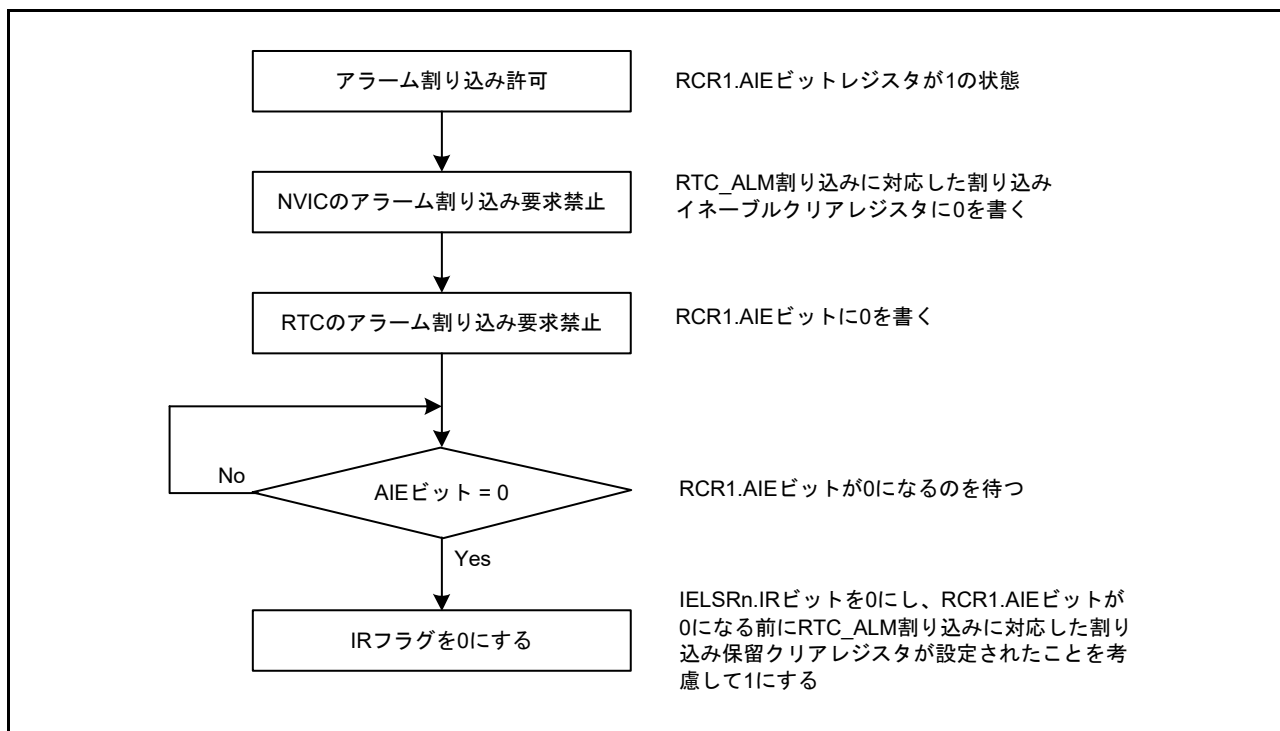 アラーム割り込み許可
RCR1.AIEビットレジスタが1の状態
NVICのアラーム割り込み要求禁止
RTC_ALM割り込みに対応した割り込み
イネーブルクリアレジスタに0を書く
RTCのアラーム割り込み要求禁止
RCR1.AIEビットに0を書く
No
AIEビット = 0
RCR1.AIEビットが0になるのを待つ
Yes
IRフラグを0にする
IELSRn.IRビットを0にし、RCR1.AIEビットが
0になる前にRTC_ALM割り込みに対応した割り
込み保留クリアレジスタが設定されたことを考
慮して1にする